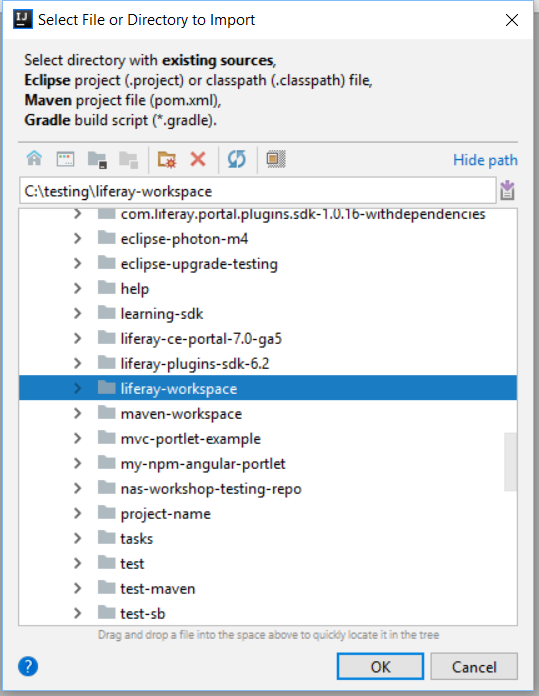 IJ Select File or Directory to Import
Select directory with existing sources,
Eclipse project (.project) or classpath (.classpath) file,
Maven project file (pom.xml),
Gradle build script (*.gradle).
Hide path
C:\testing\liferay-workspace
com.liferay.portal.plugins.sdk-1.0.16-withdependencies
eclipse-photon-m4
eclipse-upgrade-testing
help
learning-sdk
liferay-ce-portal-7.0-ga5
liferay-plugins-sdk-6.2
liferay-workspace
maven-workspace
mvc-portlet-example
my-npm-angular-portlet
nas-workshop-testing-repo
project-name
tasks
test
test-maven
test-sb
Drag and drop a file into the space above to quickly locate it in the tree
? OK Cancel